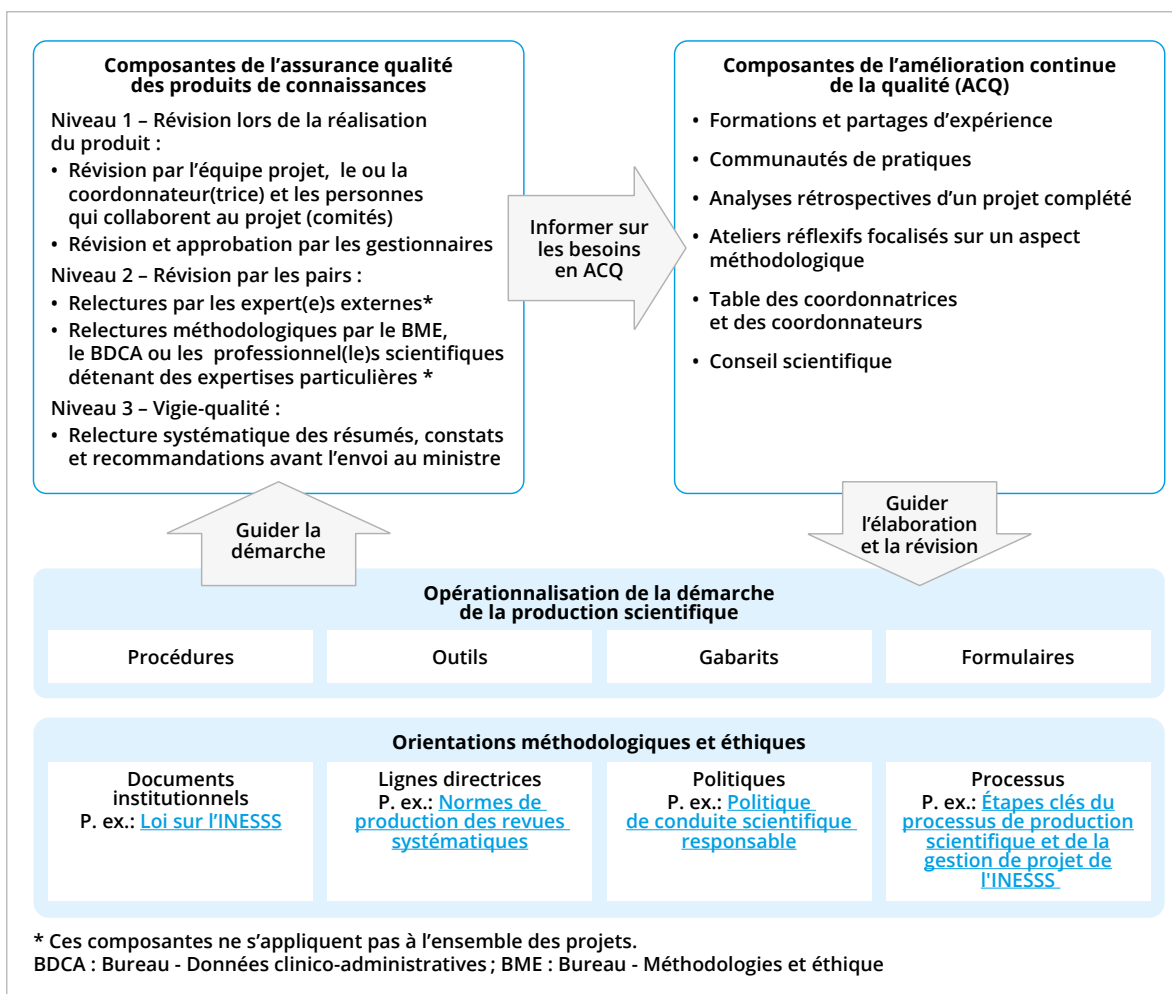 Composantes de l'assurance qualité
des produits de connaissances
Niveau 1 – Révision lors de la réalisation
du produit :
• Révision par l'équipe projet, le ou la
coordonnateur(trice) et les personnes
qui collaborent au projet (comités)
• Révision et approbation par les gestionnaires
Niveau 2 – Révision par les pairs :
• Relectures par les expert(e)s externes*
• Relectures méthodologiques par le BME,
le BDCA ou les professionnel(le)s scientifiques
détenant des expertises particulières *
Niveau 3 – Vigie-qualité :
• Relecture systématique des résumés, constats
et recommandations avant l'envoi au ministre
Informer sur
les besoins
en ACQ
Composantes de l'amélioration continue
de la qualité (ACQ)
• Formations et partages d'expérience
• Communautés de pratiques
• Analyses rétrospectives d'un projet complété
• Ateliers réflexifs focalisés sur un aspect
méthodologique
• Table des coordonnatrices
et des coordonnateurs
• Conseil scientifique
Guider la
démarche
Guider
l'élaboration
et la révision
Opérationnalisation de la démarche
de la production scientifique
Procédures
Outils
Gabarits
Formulaires
Orientations méthodologiques et éthiques
Documents
institutionnels
P. ex.: Loi sur l'INESSS
Lignes directrices
P. ex.: Normes de
production des revues
systématiques
Politiques
P. ex.: Politique
de conduite scientifique
responsable
Processus
P. ex.: Étapes clés du
processus de production
scientifique et de la
gestion de projet de
l'INESSS
* Ces composantes ne s'appliquent pas à l'ensemble des projets.
BDCA : Bureau - Données clinico-administratives ; BME : Bureau - Méthodologies et éthique